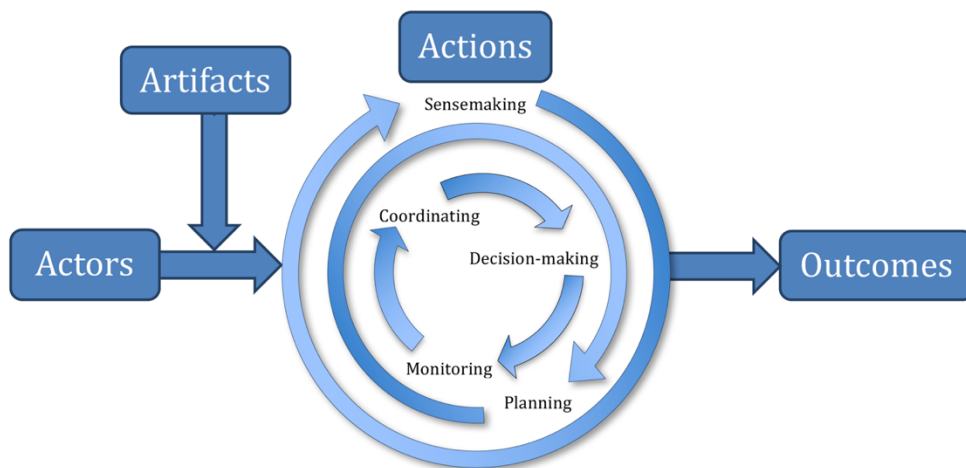 Actions
Artifacts
Sensemaking
Coordinating
Actors
Decision-making
Outcomes
Monitoring
Planning